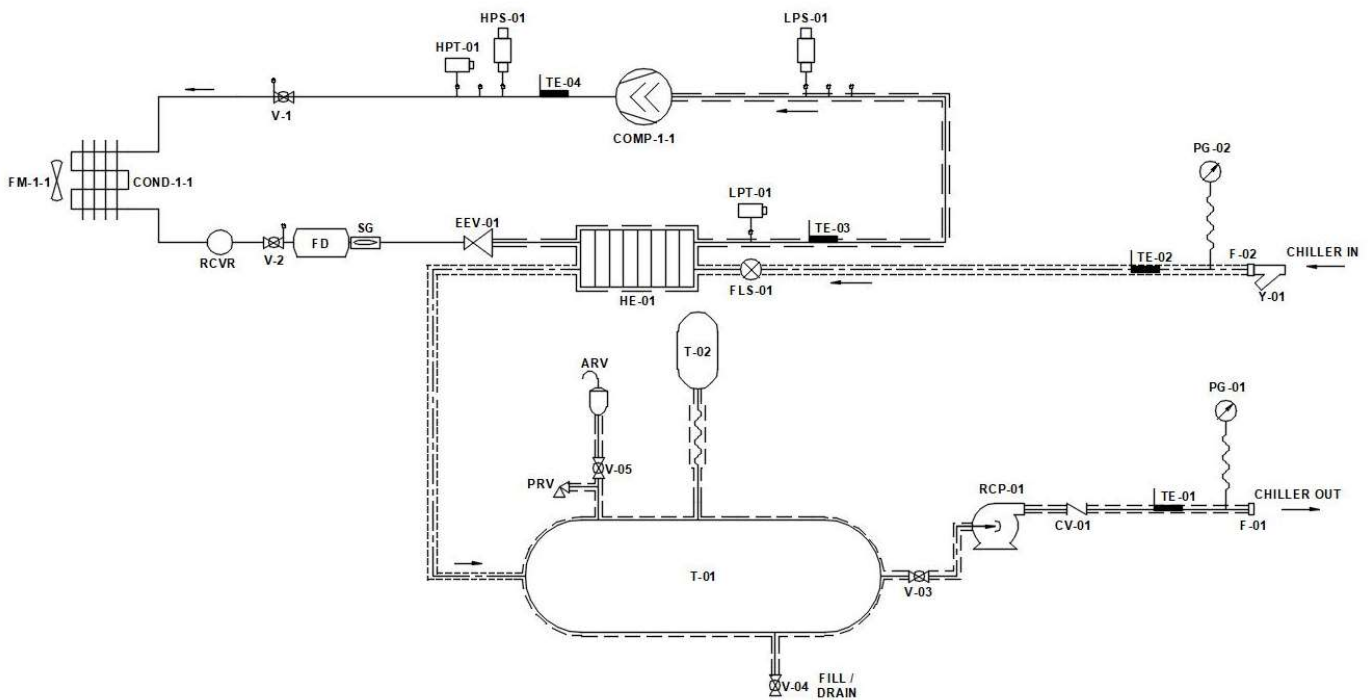 HPS-01
LPS-01
HPT-01
TE-04
V-1
COMP-1-1
PG-02
FM-1-1
COND-1-1
LPT-01
EEV-01
SG
FD
TE-03
RCVR
V-2
TE-02
F-02
CHILLER IN
HE-01
FLS-01
Y-01
T-02
ARV
PG-01
V-05
PRV
RCP-01
TE-01
CHILLER OUT
CV-01
F-01
T-01
V-03
V-04
FILL /
DRAIN